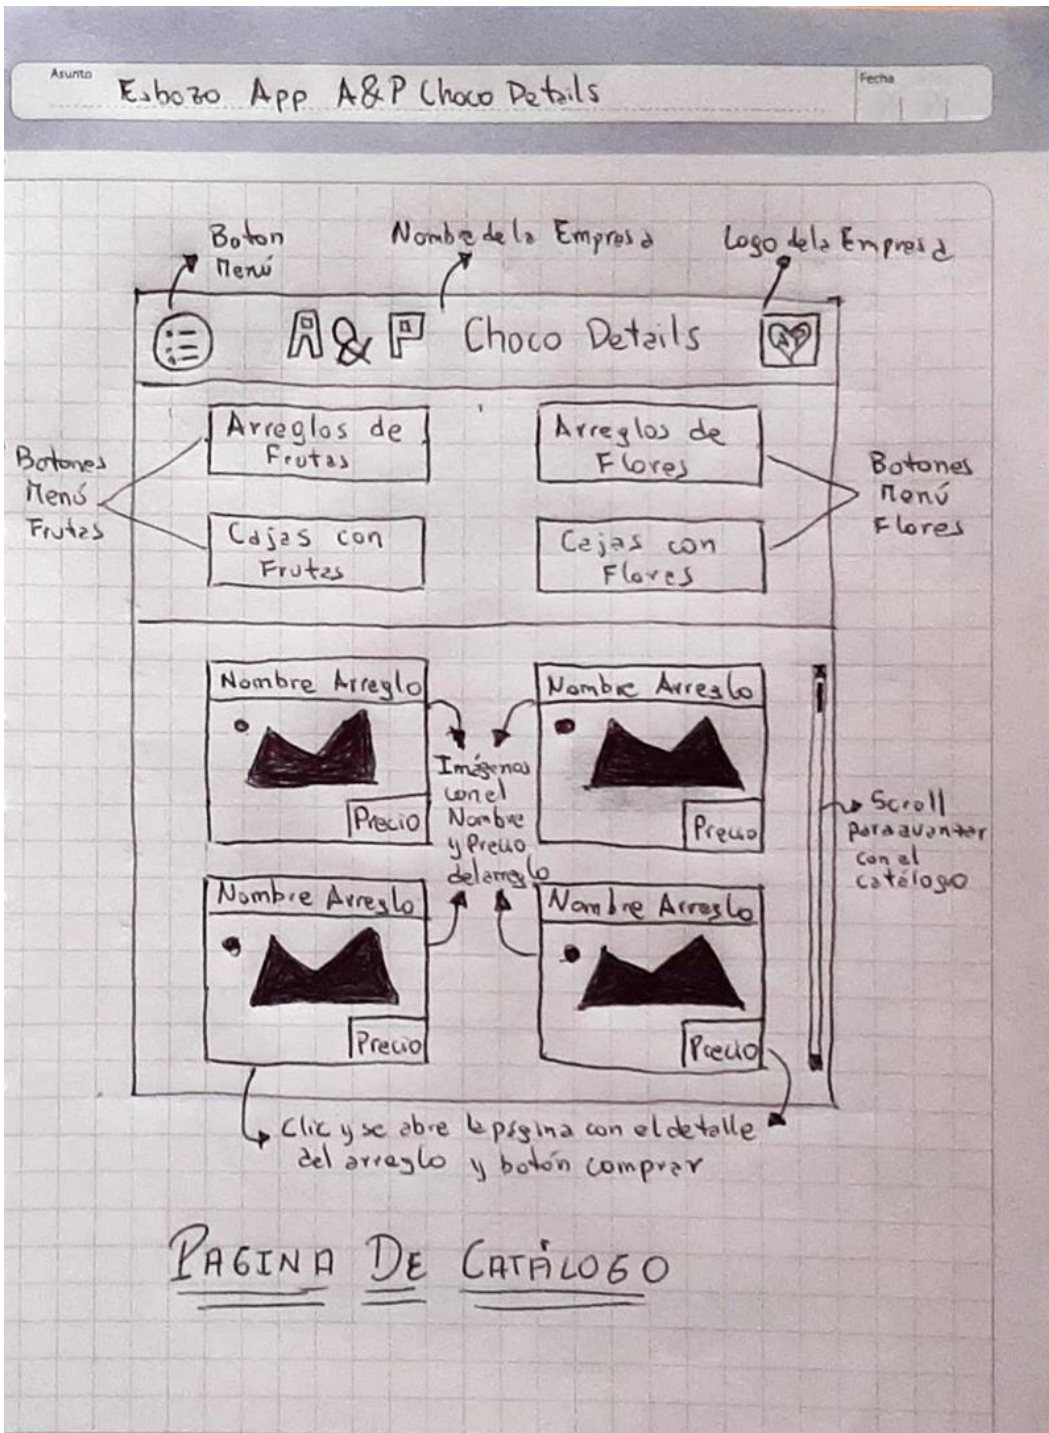 Asunto
Esbozo App A&P Choco Details
Fecha
Boton
Menú
Nombre de la Empresa
Logo de la Empresa
A&P Choco Details
A P
Arreglos de
Frutas
Arreglos de
Flores
Botones
Menú
Frutas
Botones
Menú
Flores
Cajas con
Frutas
Cajas con
Flores
Nombre Arreglo
Nombre Arreglo
Imágenes
con el
Nombre
y Precio
del arreglo
Precio
Precio
Scroll
para avanzar
con el
catálogo
Nombre Arreglo
Nombre Arreglo
Precio
Precio
Clic y se abre la página con el detalle
del arreglo y botón comprar
PAGINA DE CATÁLOGO